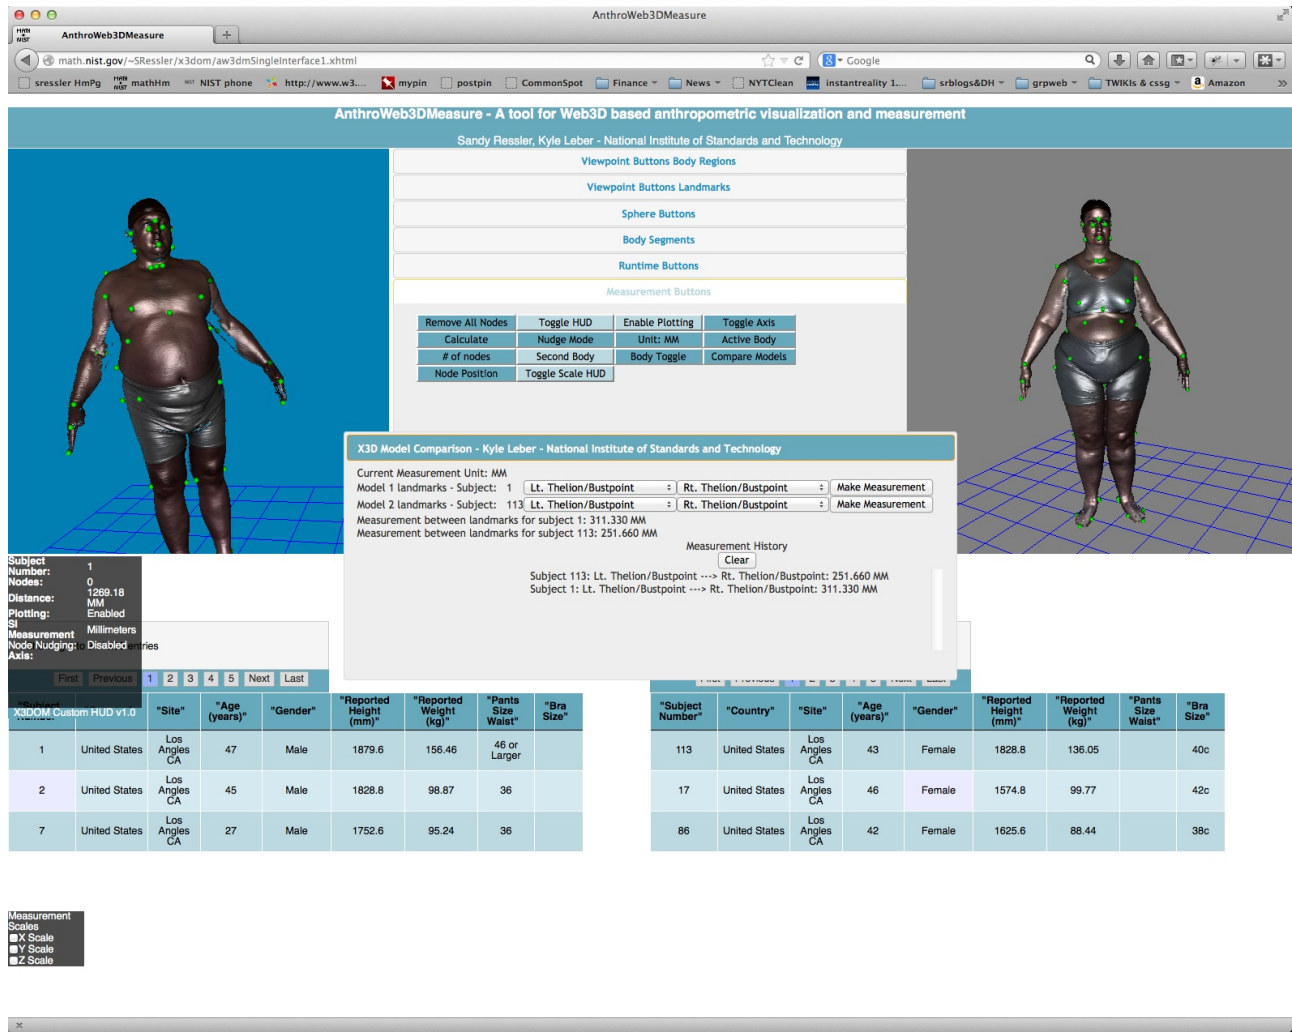 AnthroWeb3DMeasure
MATH NIST AnthroWeb3DMeasure +
math.nist.gov/~SRessler/x3dom/aw3dmSingleInterface1.xhtml
Google
sressler HmPg mathHm NIST phone http://www.w3.... mypin postpin CommonSpot Finance News NYTClean instantreality 1.... srblogs&DH grpweb TWIKIs & cssg Amazon >>
AnthroWeb3DMeasure - A tool for Web3D based anthropometric visualization and measurement
Sandy Ressler, Kyle Leber - National Institute of Standards and Technology
Viewpoint Buttons Body Regions
Viewpoint Buttons Landmarks
Sphere Buttons
Body Segments
Runtime Buttons
Measurement Buttons
Remove All Nodes Toggle HUD Enable Plotting Toggle Axis
Calculate Nudge Mode Unit: MM Active Body
# of nodes Second Body Body Toggle Compare Models
Node Position Toggle Scale HUD
X3D Model Comparison - Kyle Leber - National Institute of Standards and Technology
Current Measurement Unit: MM
Model 1 landmarks - Subject: 1 Lt. Thelion/Bustpoint Rt. Thelion/Bustpoint Make Measurement
Model 2 landmarks - Subject: 113 Lt. Thelion/Bustpoint Rt. Thelion/Bustpoint Make Measurement
Measurement between landmarks for subject 1: 311.330 MM
Measurement between landmarks for subject 113: 251.660 MM
Measurement History
Clear
Subject 113: Lt. Thelion/Bustpoint ---> Rt. Thelion/Bustpoint: 251.660 MM
Subject 1: Lt. Thelion/Bustpoint ---> Rt. Thelion/Bustpoint: 311.330 MM
Subject Number: 1
Nodes: 0
Distance: 1269.18 MM
Plotting: Enabled
SI Measurement Millimeters
Node Nudging: Disabled
Axis:
entries
X3DOM Custom HUD v1.0
First Previous 1 2 3 4 5 Next Last
"Site" "Age (years)" "Gender" "Reported Height (mm)" "Reported Weight (kg)" "Pants Size Waist" "Bra Size"
1 United States Los Angles CA 47 Male 1879.6 156.46 46 or Larger
2 United States Los Angles CA 45 Male 1828.8 98.87 36
7 United States Los Angles CA 27 Male 1752.6 95.24 36
"Subject Number" "Country" "Site" "Age (years)" "Gender" "Reported Height (mm)" "Reported Weight (kg)" "Pants Size Waist" "Bra Size"
113 United States Los Angles CA 43 Female 1828.8 136.05 40c
17 United States Los Angles CA 46 Female 1574.8 99.77 42c
86 United States Los Angles CA 42 Female 1625.6 88.44 38c
Measurement Scales
X Scale
Y Scale
Z Scale